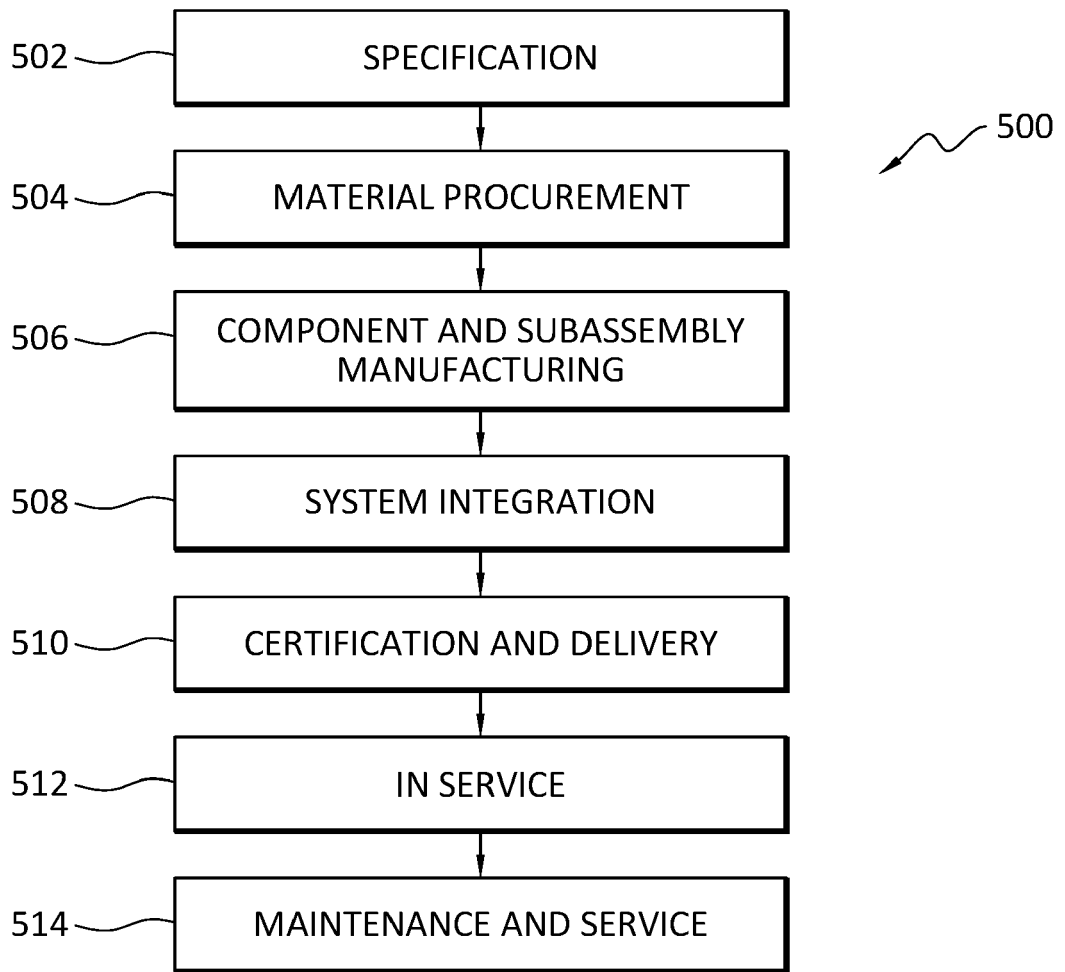 502
SPECIFICATION
500
504
MATERIAL PROCUREMENT
506
COMPONENT AND SUBASSEMBLY
MANUFACTURING
508
SYSTEM INTEGRATION
510
CERTIFICATION AND DELIVERY
512
IN SERVICE
514
MAINTENANCE AND SERVICE